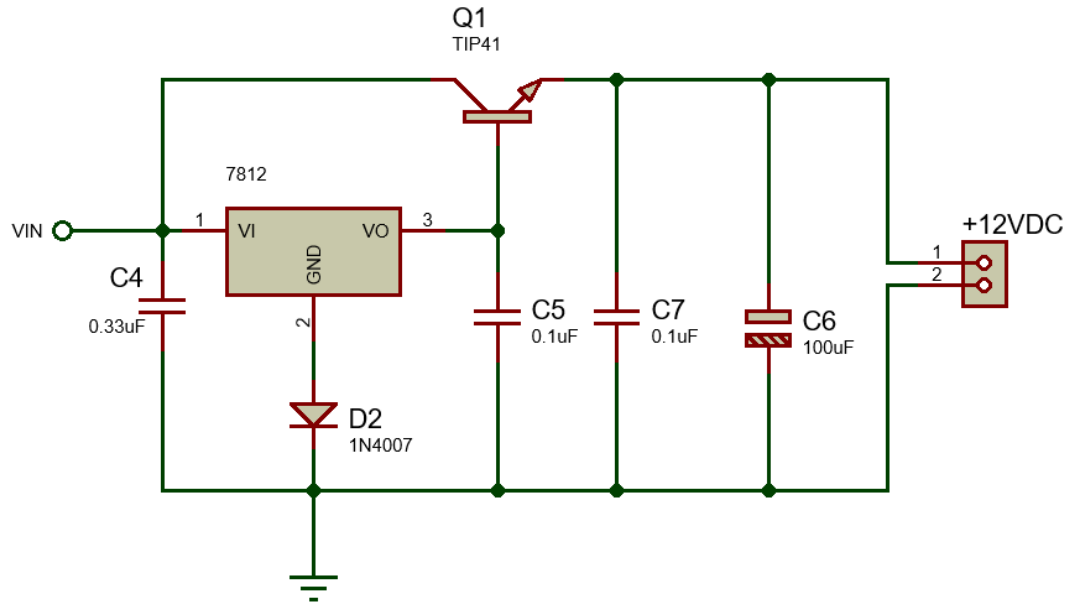 Q1
TIP41
7812
VIN
1
VI
VO
3
GND
2
+12VDC
1
2
C4
0.33uF
C5
0.1uF
C7
0.1uF
C6
100uF
D2
1N4007